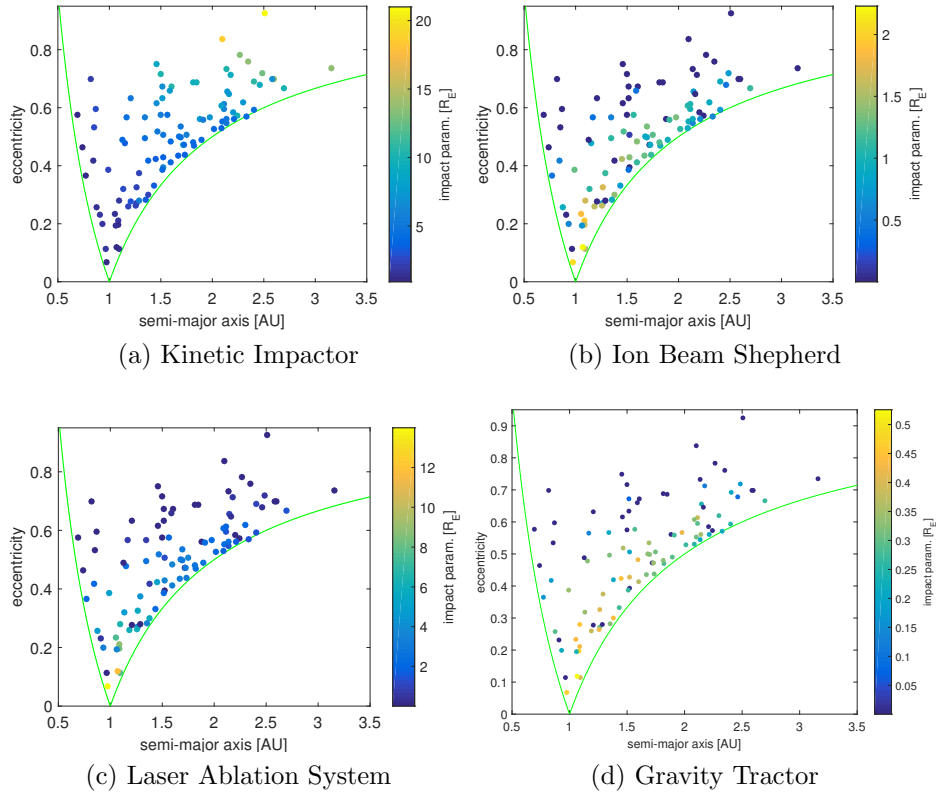 0.8
0.6
0.4
0.2
0
eccentricity
0.5 1 1.5 2 2.5 3 3.5
semi-major axis [AU]
20
15
10
5
impact param. [R_E]
(a) Kinetic Impactor
0.8
0.6
0.4
0.2
0
eccentricity
0.5 1 1.5 2 2.5 3 3.5
semi-major axis [AU]
2
1.5
1
0.5
impact param. [R_E]
(b) Ion Beam Shepherd
0.8
0.6
0.4
0.2
0
eccentricity
0.5 1 1.5 2 2.5 3 3.5
semi-major axis [AU]
12
10
8
6
4
2
impact param. [R_E]
(c) Laser Ablation System
0.9
0.8
0.7
0.6
0.5
0.4
0.3
0.2
0.1
0
eccentricity
0.5 1 1.5 2 2.5 3 3.5
semi-major axis [AU]
0.5
0.45
0.4
0.35
0.3
0.25
0.2
0.15
0.1
0.05
impact param. [R_E]
(d) Gravity Tractor